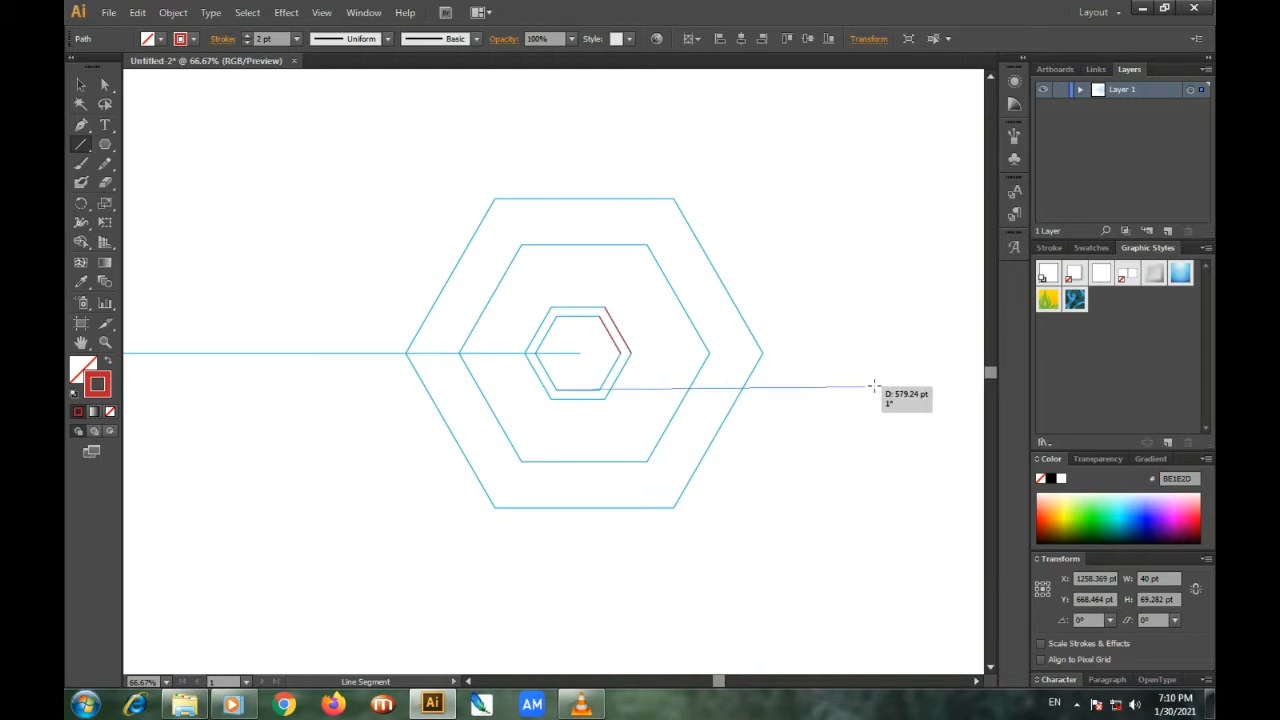 Ai File Edit Object Type Select Effect View Window Help Br Layout
Path Stroke: 2 pt Uniform Basic Opacity: 100% Style: Transform
Untitled-2* @ 66.67% (RGB/Preview) ×
Artboards Links Layers
Layer 1
1 Layer
Stroke Swatches Graphic Styles
D: 579.24 pt
1°
Color Transparency Gradient
# BE1E2D
Transform
X: 1258.369 pt W: 40 pt
Y: 668.464 pt H: 69.282 pt
0° 0°
Scale Strokes & Effects
Align to Pixel Grid
66.67% 1 Line Segment
Character Paragraph OpenType
Ai AM EN 7:10 PM
1/30/2021